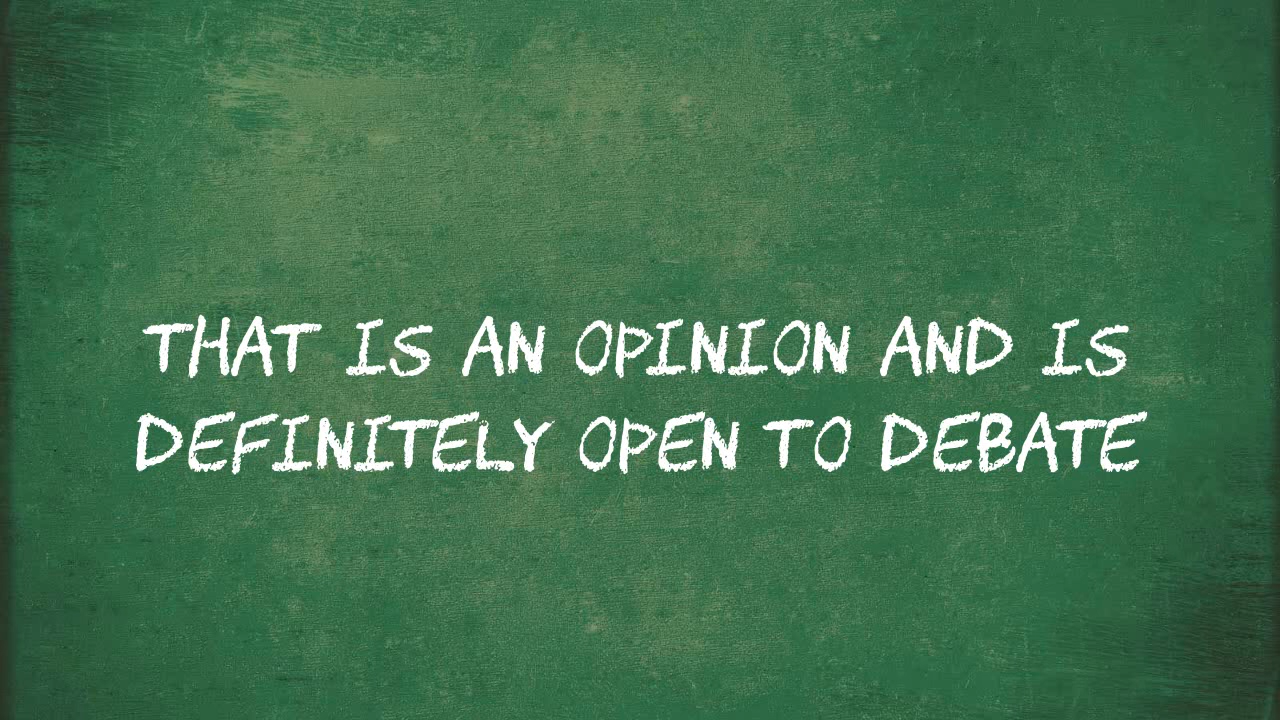 THAT IS AN OPINION AND IS
DEFINITELY OPEN TO DEBATE